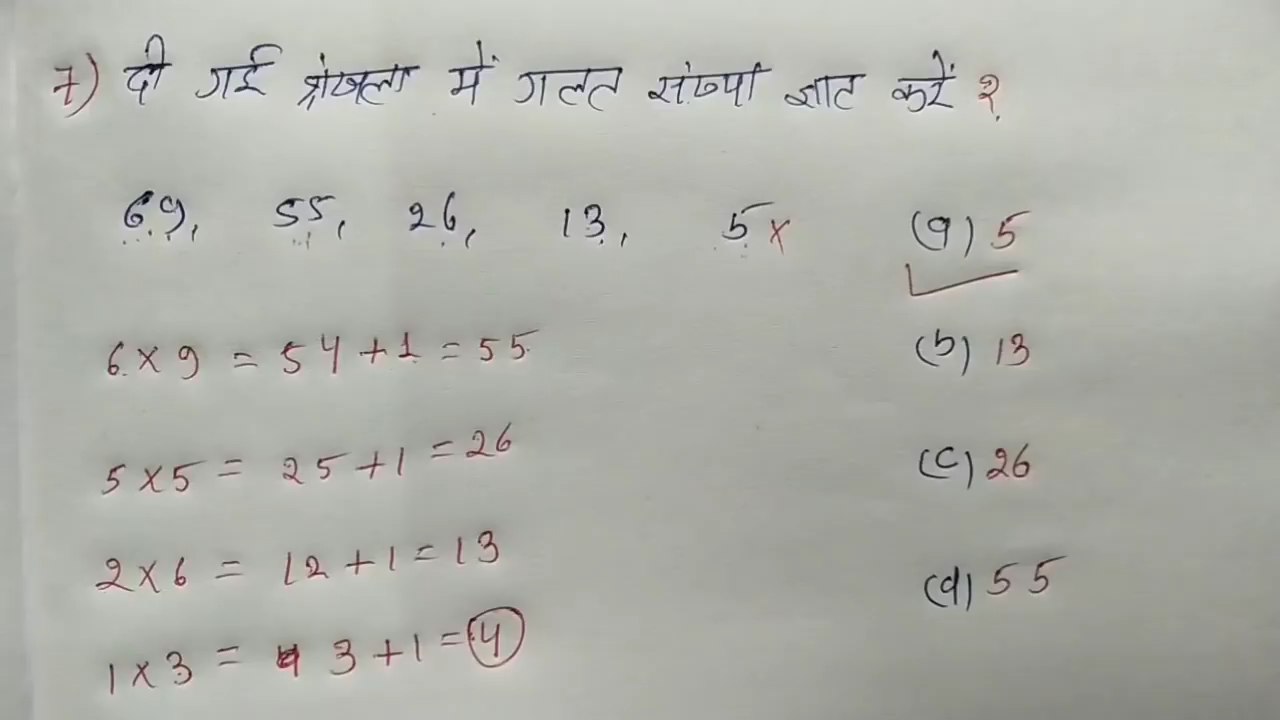 7) दी गई श्रंखला में गलत संख्या ज्ञात करें ?
69, 55, 26, 13, 5 x (a) 5
6 x 9 = 54 + 1 = 55 (b) 13
5 x 5 = 25 + 1 = 26 (c) 26
2 x 6 = 12 + 1 = 13 (d) 55
1 x 3 = 3 + 1 = 4